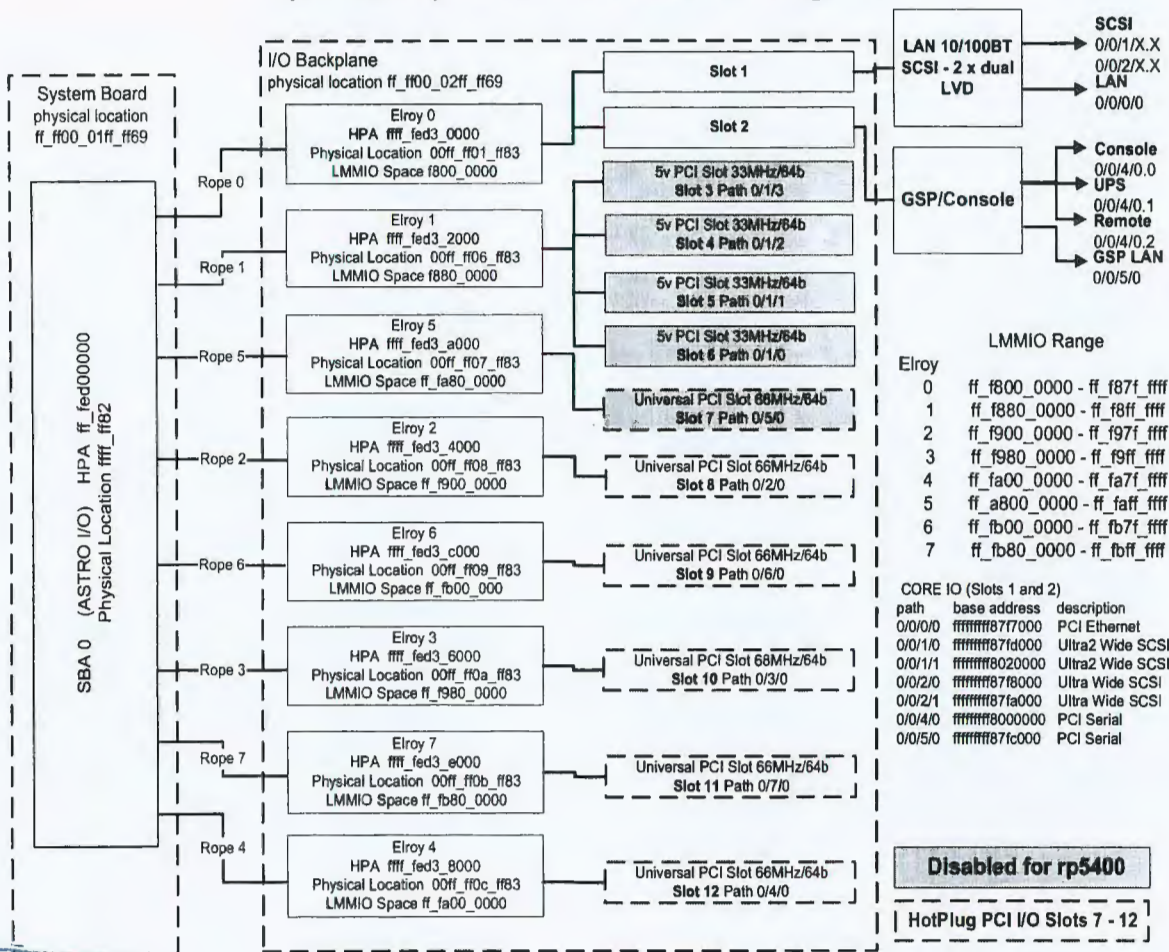 System Board
physical location
ff_ff00_01ff_ff69
SBA 0 (ASTRO I/O) HPA ff_fed00000
Physical Location ffff_ff82
Rope 0
Rope 1
Rope 5
Rope 2
Rope 6
Rope 3
Rope 7
Rope 4
I/O Backplane
physical location ff_ff00_02ff_ff69
Elroy 0
HPA ffff_fed3_0000
Physical Location 00ff_ff01_ff83
LMMIO Space f800_0000
Elroy 1
HPA ffff_fed3_2000
Physical Location 00ff_ff06_ff83
LMMIO Space f880_0000
Elroy 5
HPA ffff_fed3_a000
Physical Location 00ff_ff07_ff83
LMMIO Space ff_fa80_0000
Elroy 2
HPA ffff_fed3_4000
Physical Location 00ff_ff08_ff83
LMMIO Space ff_f900_0000
Elroy 6
HPA ffff_fed3_c000
Physical Location 00ff_ff09_ff83
LMMIO Space ff_fb00_000
Elroy 3
HPA ffff_fed3_6000
Physical Location 00ff_ff0a_ff83
LMMIO Space ff_f980_0000
Elroy 7
HPA ffff_fed3_e000
Physical Location 00ff_ff0b_ff83
LMMIO Space ff_fb80_0000
Elroy 4
HPA ffff_fed3_8000
Physical Location 00ff_ff0c_ff83
LMMIO Space ff_fa00_0000
Slot 1
Slot 2
5v PCI Slot 33MHz/64b
Slot 3 Path 0/1/3
5v PCI Slot 33MHz/64b
Slot 4 Path 0/1/2
5v PCI Slot 33MHz/64b
Slot 5 Path 0/1/1
5v PCI Slot 33MHz/64b
Slot 6 Path 0/1/0
Universal PCI Slot 66MHz/64b
Slot 7 Path 0/5/0
Universal PCI Slot 66MHz/64b
Slot 8 Path 0/2/0
Universal PCI Slot 66MHz/64b
Slot 9 Path 0/6/0
Universal PCI Slot 68MHz/64b
Slot 10 Path 0/3/0
Universal PCI Slot 66MHz/64b
Slot 11 Path 0/7/0
Universal PCI Slot 66MHz/64b
Slot 12 Path 0/4/0
LAN 10/100BT
SCSI - 2 x dual
LVD
SCSI
0/0/1/X.X
0/0/2/X.X
LAN
0/0/0/0
GSP/Console
Console
0/0/4/0.0
UPS
0/0/4/0.1
Remote
0/0/4/0.2
GSP LAN
0/0/5/0
LMMIO Range
Elroy
0 ff_f800_0000 - ff_f87f_ffff
1 ff_f880_0000 - ff_f8ff_ffff
2 ff_f900_0000 - ff_f97f_ffff
3 ff_f980_0000 - ff_f9ff_ffff
4 ff_fa00_0000 - ff_fa7f_ffff
5 ff_a800_0000 - ff_faff_ffff
6 ff_fb00_0000 - ff_fb7f_ffff
7 ff_fb80_0000 - ff_fbff_ffff
CORE IO (Slots 1 and 2)
path base address description
0/0/0/0 fffffffff87f7000 PCI Ethernet
0/0/1/0 fffffffff87fd000 Ultra2 Wide SCSI
0/0/1/1 fffffffff8020000 Ultra2 Wide SCSI
0/0/2/0 fffffffff87f8000 Ultra Wide SCSI
0/0/2/1 fffffffff87fa000 Ultra Wide SCSI
0/0/4/0 fffffffff8000000 PCI Serial
0/0/5/0 fffffffff87fc000 PCI Serial
Disabled for rp5400
HotPlug PCI I/O Slots 7 - 12